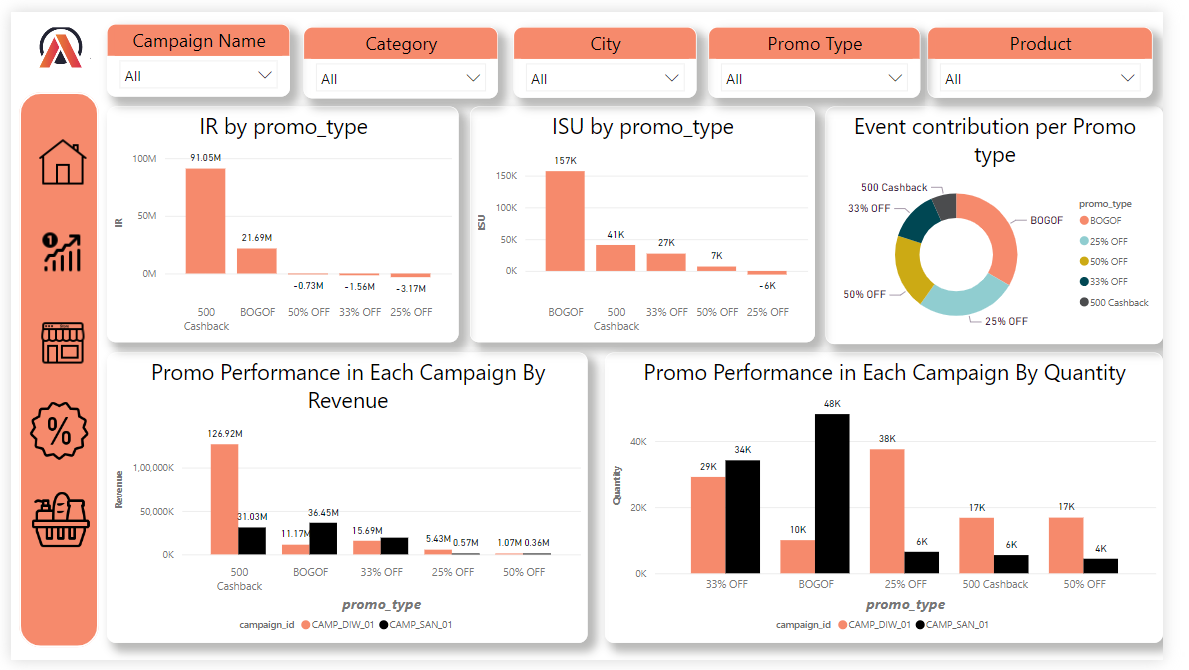 Campaign Name
All
Category
All
City
All
Promo Type
All
Product
All
IR by promo_type
IR
100M
50M
0M
91.05M
21.69M
-0.73M
-1.56M
-3.17M
500 Cashback
BOGOF
50% OFF
33% OFF
25% OFF
ISU by promo_type
ISU
150K
100K
50K
0K
157K
41K
27K
7K
-6K
BOGOF
500 Cashback
33% OFF
50% OFF
25% OFF
Event contribution per Promo
type
500 Cashback
33% OFF
50% OFF
BOGOF
25% OFF
promo_type
BOGOF
25% OFF
50% OFF
33% OFF
500 Cashback
Promo Performance in Each Campaign By
Revenue
Revenue
1,00,000K
50,000K
0K
126.92M
31.03M
11.17M
36.45M
15.69M
5.43M
0.57M
1.07M
0.36M
500
Cashback
BOGOF
33% OFF
25% OFF
50% OFF
promo_type
campaign_id
CAMP_DIW_01
CAMP_SAN_01
Promo Performance in Each Campaign By Quantity
Quantity
40K
20K
0K
29K
34K
10K
48K
38K
6K
17K
6K
17K
4K
33% OFF
BOGOF
25% OFF
500 Cashback
50% OFF
promo_type
campaign_id
CAMP_DIW_01
CAMP_SAN_01
1
%